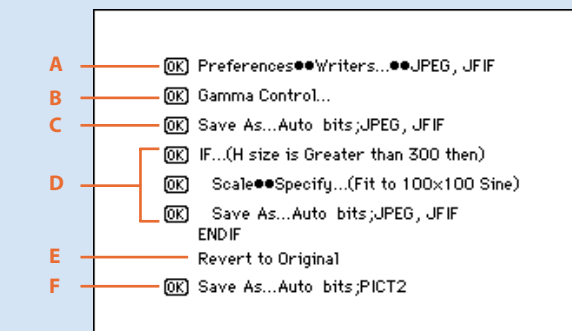 A OK Preferences●●Writers...●●JPEG, JFIF
B OK Gamma Control...
C OK Save As...Auto bits;JPEG, JFIF
OK IF...(H size is Greater than 300 then)
D OK Scale●●Specify...(Fit to 100×100 Sine)
OK Save As...Auto bits;JPEG, JFIF
ENDIF
E Revert to Original
F OK Save As...Auto bits;PICT2